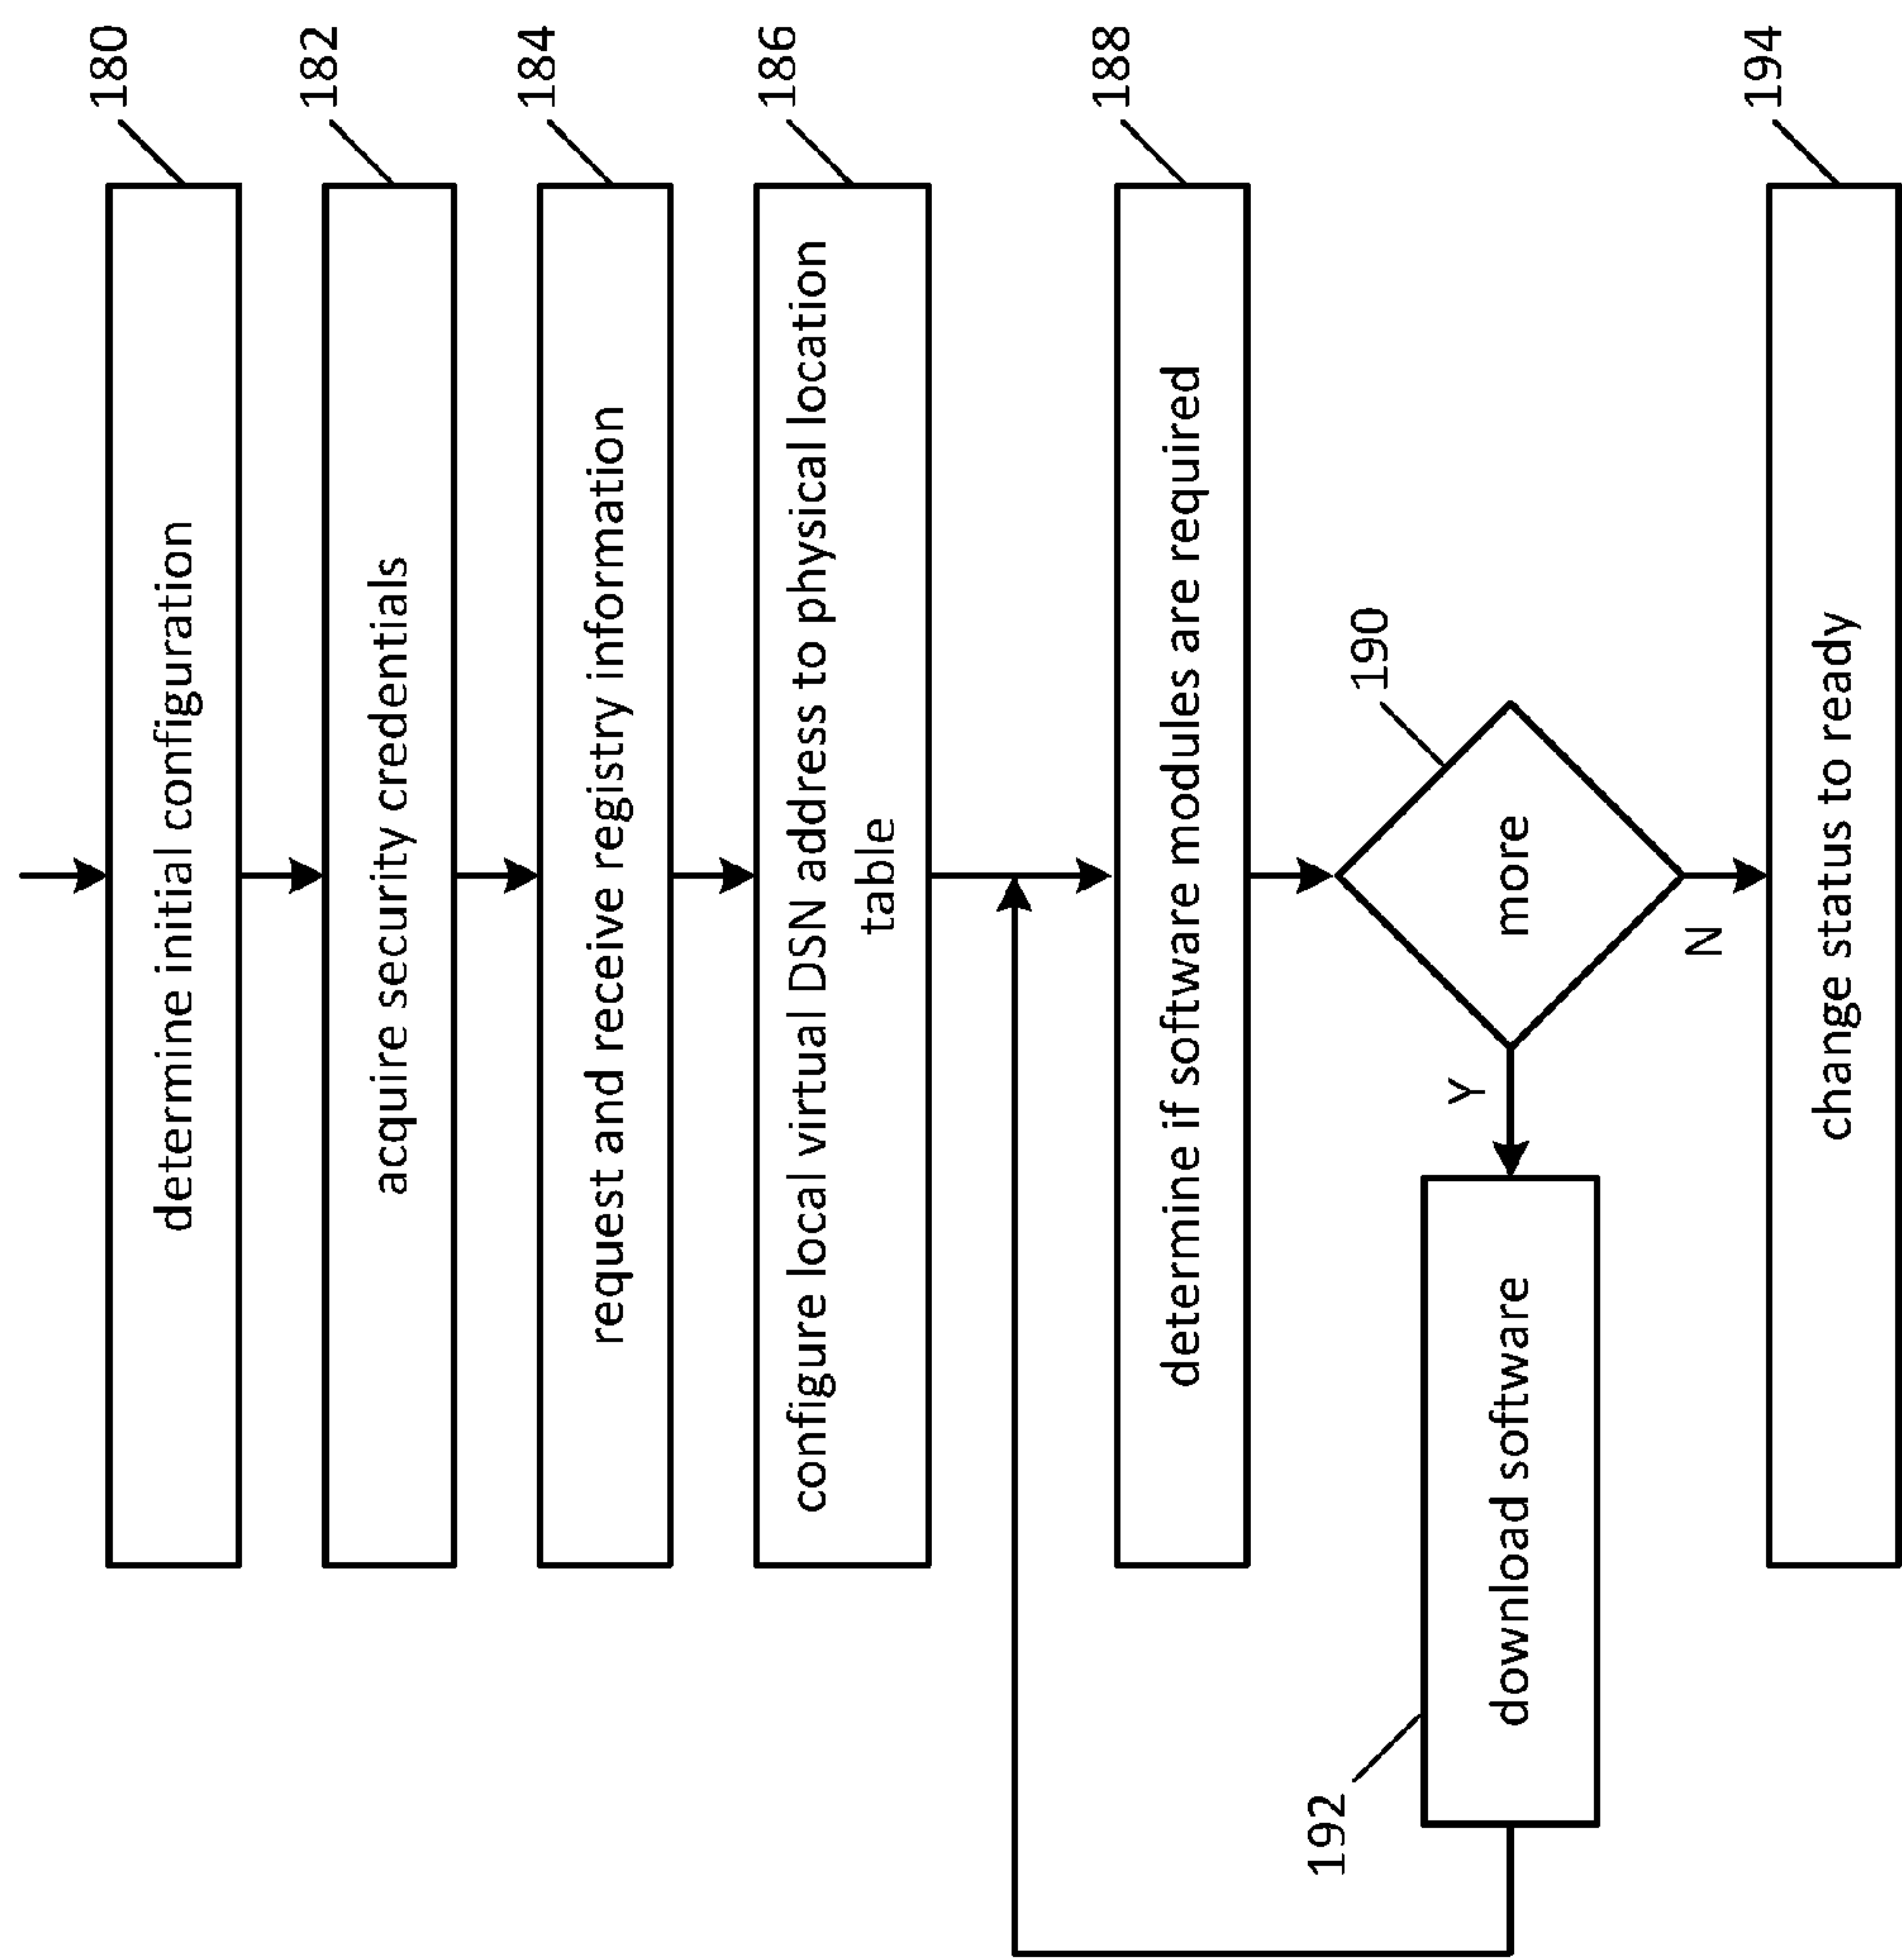 180
determine initial configuration
182
acquire security credentials
184
request and receive registry information
186
configure local virtual DSN address to physical location
table
188
determine if software modules are required
190
more
Y
N
192
download software
194
change status to ready